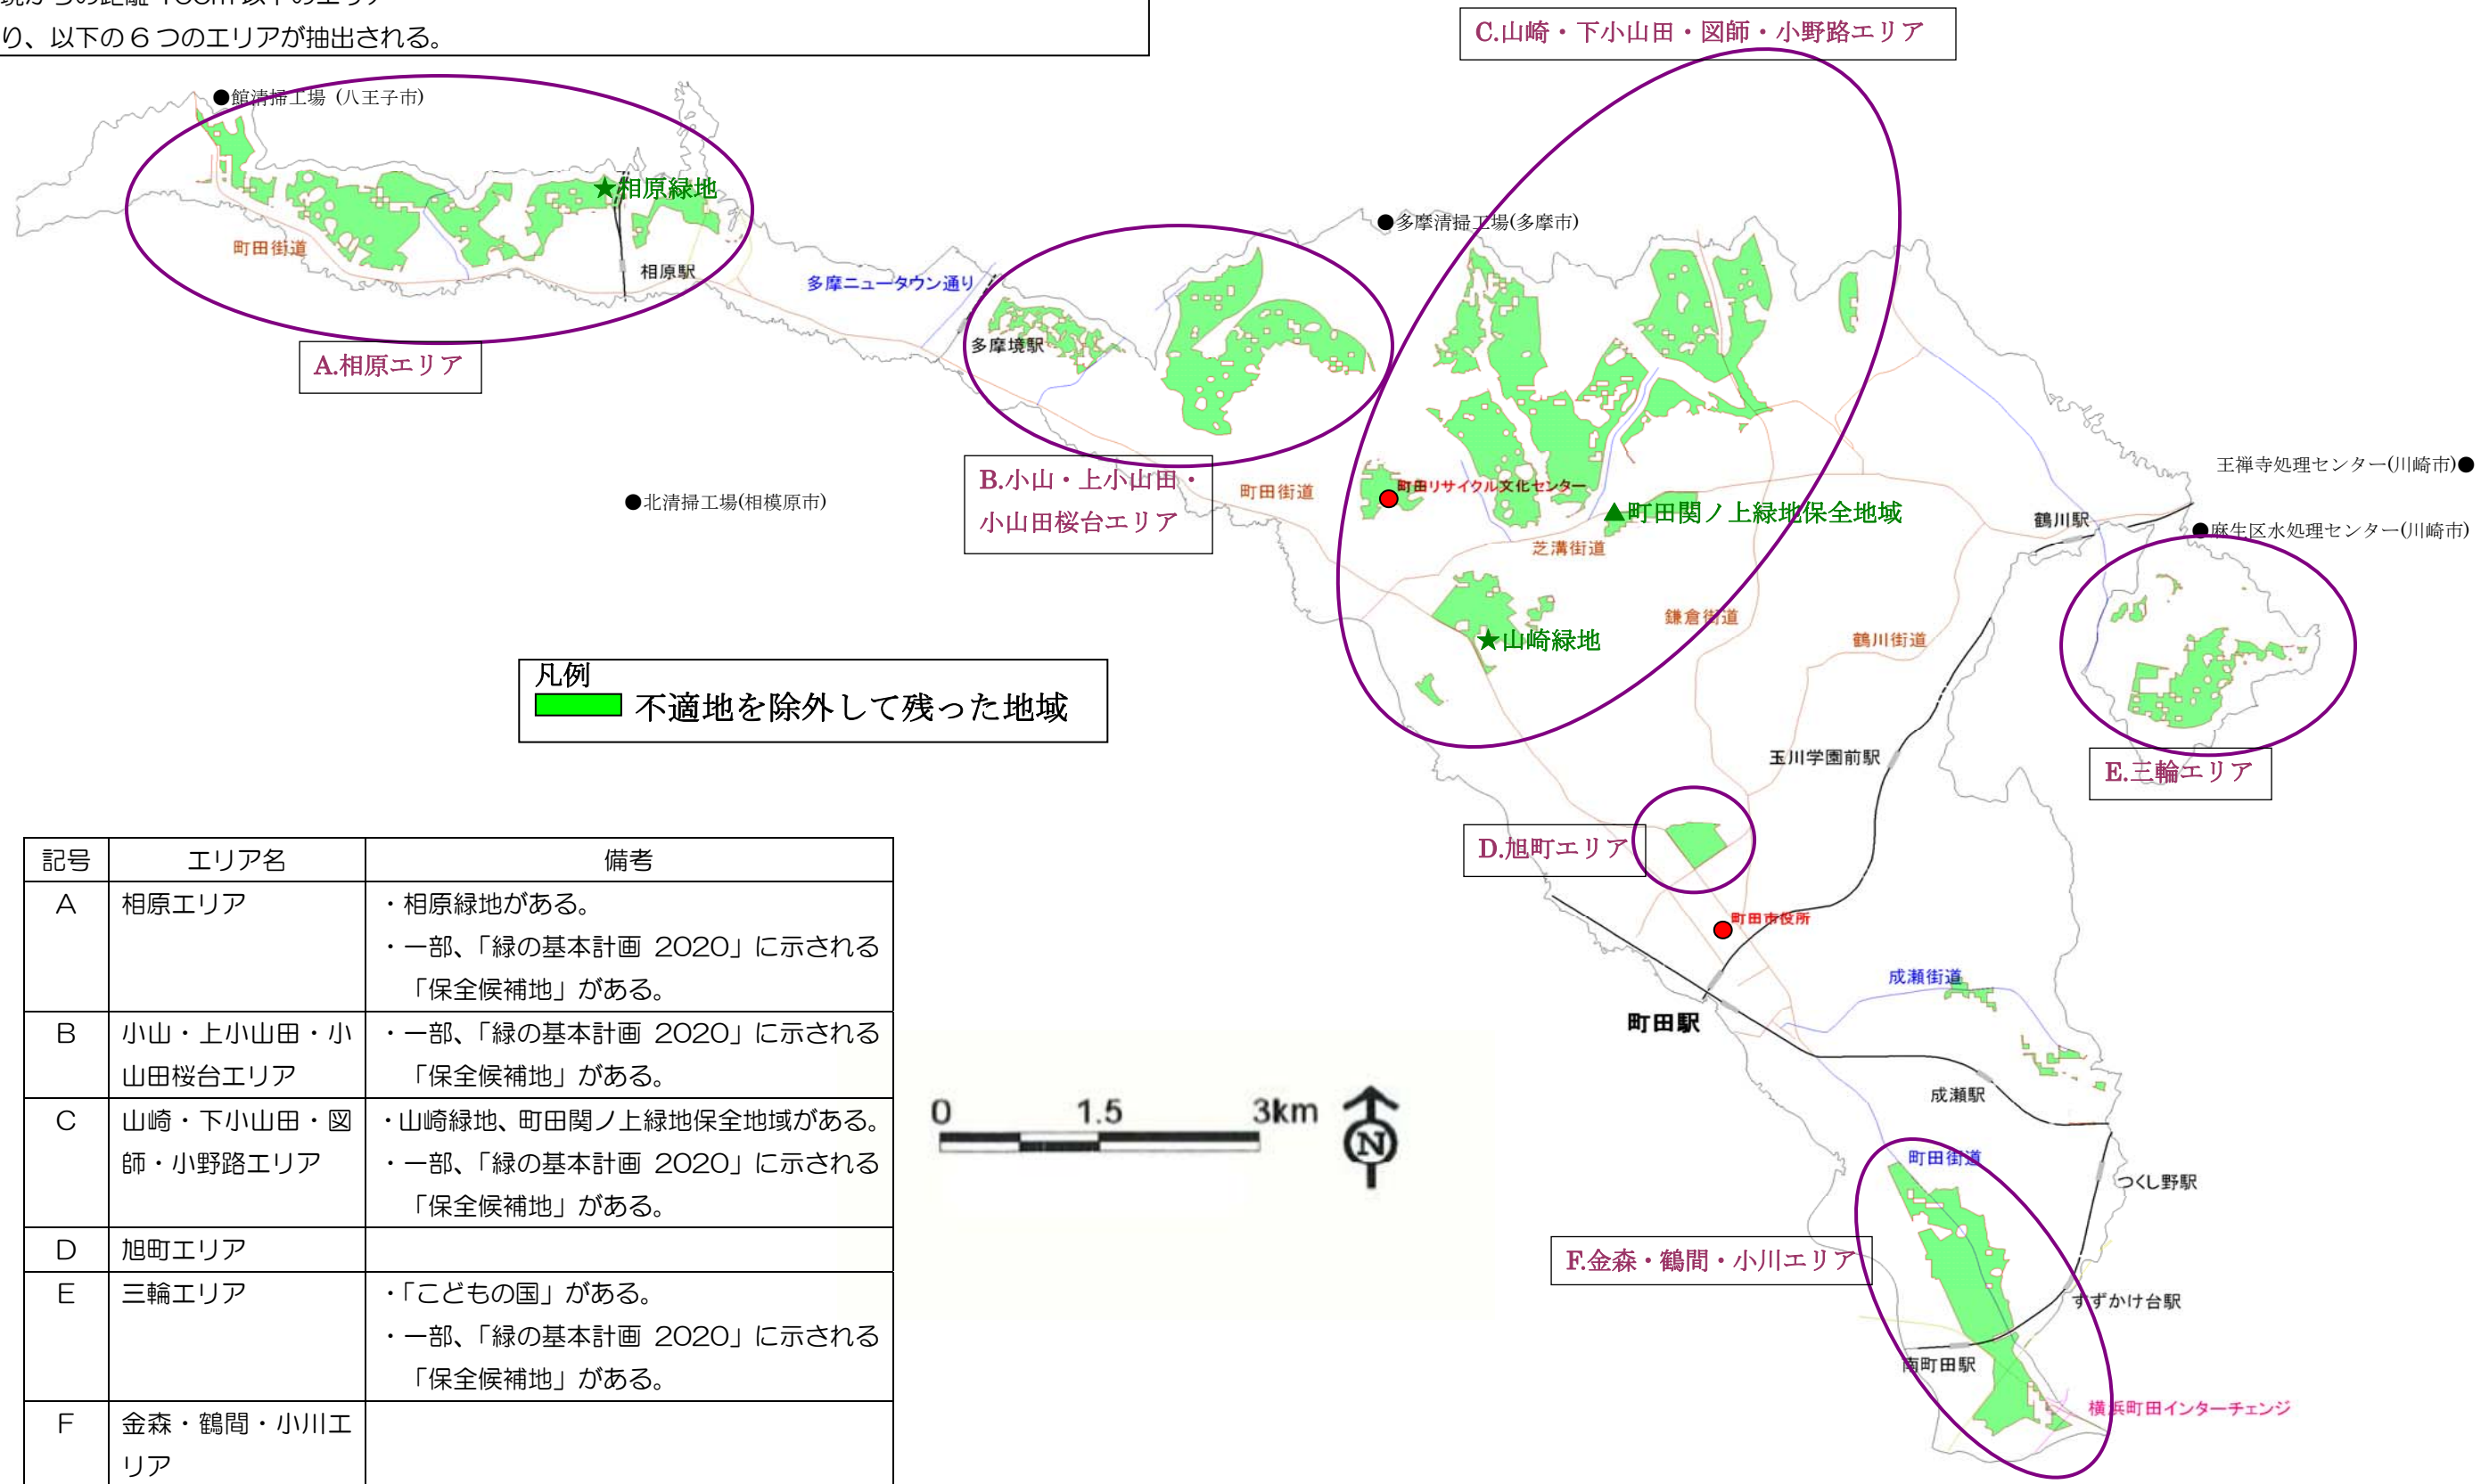 り、以下の6つのエリアが抽出される。
C.山崎・下小山田・図師・小野路エリア
●館清掃工場 (八王子市)
★相原緑地
町田街道
相原駅
A.相原エリア
多摩ニュータウン通り
多摩境駅
●多摩清掃工場(多摩市)
B.小山・上小山田・
小山田桜台エリア
●北清掃工場(相模原市)
町田街道
町田リサイクル文化センター
▲町田関ノ上緑地保全地域
芝溝街道
王禅寺処理センター(川崎市)●
鶴川駅
●麻生区水処理センター(川崎市)
★山崎緑地
鎌倉街道
鶴川街道
凡例
不適地を除外して残った地域
玉川学園前駅
E.三輪エリア
D.旭町エリア
町田市役所
成瀬街道
町田駅
成瀬駅
町田街道
つくし野駅
F.金森・鶴間・小川エリア
すずかけ台駅
南町田駅
横浜町田インターチェンジ
0 1.5 3km
N
記号 エリア名 備考
A 相原エリア ・相原緑地がある。
・一部、「緑の基本計画 2020」に示される
「保全候補地」がある。
B 小山・上小山田・小 ・一部、「緑の基本計画 2020」に示される
山田桜台エリア 「保全候補地」がある。
C 山崎・下小山田・図 ・山崎緑地、町田関ノ上緑地保全地域がある。
師・小野路エリア ・一部、「緑の基本計画 2020」に示される
「保全候補地」がある。
D 旭町エリア
E 三輪エリア ・「こどもの国」がある。
・一部、「緑の基本計画 2020」に示される
「保全候補地」がある。
F 金森・鶴間・小川エ
リア